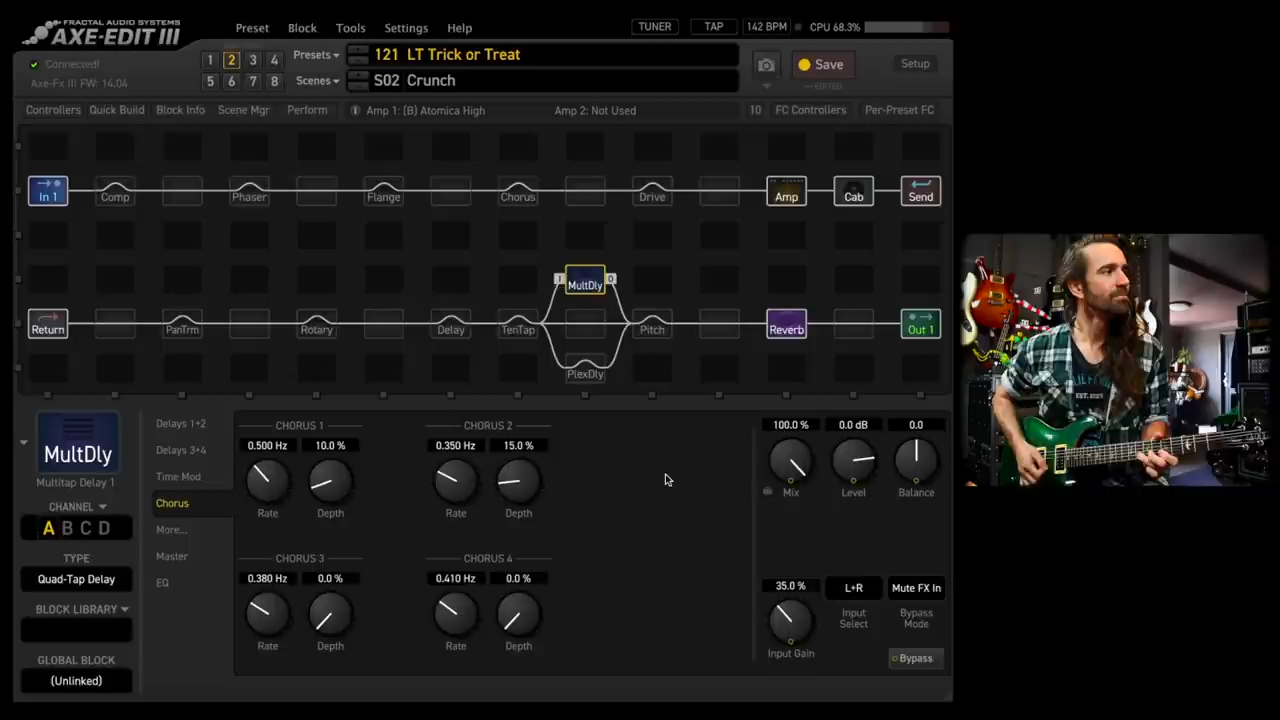 FRACTAL AUDIO SYSTEMS
AXE-EDIT III
Preset Block Tools Settings Help
TUNER TAP 142 BPM CPU 68.3%
Connected!
Axe-Fx III FW: 14.04
1 2 3 4
5 6 7 8
Presets 121 LT Trick or Treat
Scenes S02 Crunch
Save
EDITED
Setup
Controllers Quick Build Block Info Scene Mgr Perform Amp 1: (B) Atomica High Amp 2: Not Used 10 FC Controllers Per-Preset FC
In 1 Comp Phaser Flange Chorus Drive Amp Cab Send
I MultDly O
Return PanTrm Rotary Delay TenTap Pitch Reverb Out 1
PlexDly
MultDly
Multitap Delay 1
CHANNEL
A B C D
TYPE
Quad-Tap Delay
BLOCK LIBRARY
GLOBAL BLOCK
(Unlinked)
Delays 1+2
Delays 3+4
Time Mod
Chorus
More...
Master
EQ
CHORUS 1 CHORUS 2
0.500 Hz 10.0 % 0.350 Hz 15.0 %
Rate Depth Rate Depth
CHORUS 3 CHORUS 4
0.380 Hz 0.0 % 0.410 Hz 0.0 %
Rate Depth Rate Depth
100.0 % 0.0 dB 0.0
Mix Level Balance
35.0 % L+R Mute FX In
Input Gain Input Select Bypass Mode
Bypass